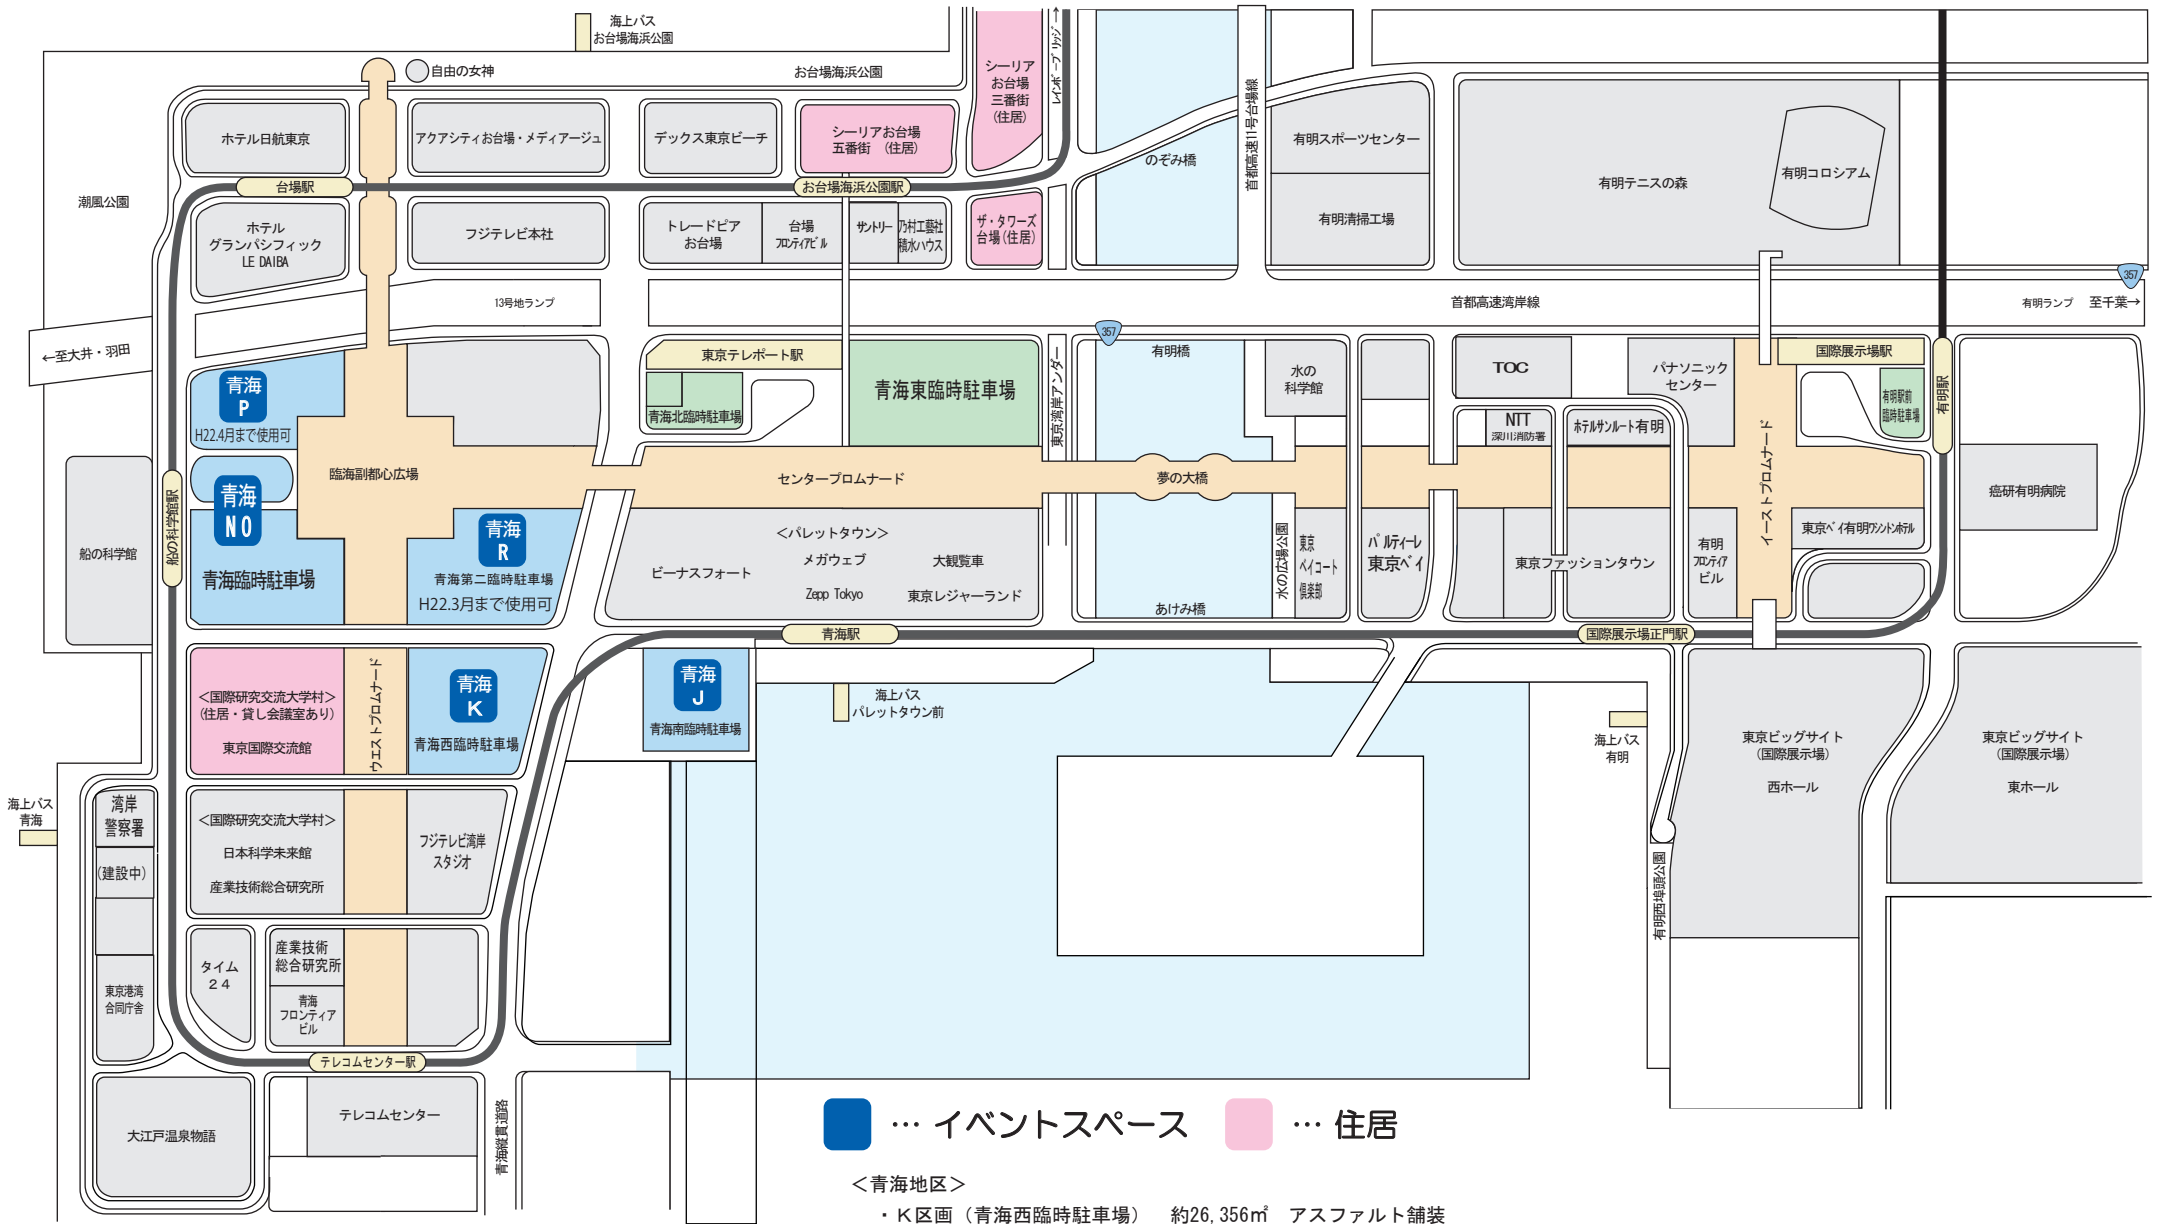 海上バス
お台場海浜公園
自由の女神
お台場海浜公園
シーリア
お台場
三番街
(住居)
レインボーブリッジ→
首都高速11号台場線
ホテル日航東京
アクアシティお台場・メディアージュ
デックス東京ビーチ
シーリアお台場
五番街 (住居)
のぞみ橋
有明スポーツセンター
有明テニスの森
有明コロシアム
台場駅
お台場海浜公園駅
潮風公園
ホテル
グランパシフィック
LE DAIBA
フジテレビ本社
トレードピア
お台場
台場
フロンティアビル
サントリー
乃村工藝社
積水ハウス
ザ・タワーズ
台場(住居)
有明清掃工場
13号地ランプ
首都高速湾岸線
有明ランプ 至千葉→
357
←至大井・羽田
357
東京テレポート駅
東京湾岸アンダー
有明橋
水の
科学館
TOC
パナソニック
センター
国際展示場駅
有明駅
青海
P
H22.4月まで使用可
青海北臨時駐車場
青海東臨時駐車場
NTT
深川消防署
ホテルサンルート有明
有明駅前
臨時駐車場
イーストプロムナード
臨海副都心広場
センタープロムナード
夢の大橋
癌研有明病院
船の科学館
船の科学館駅
青海
NO
青海臨時駐車場
青海
R
青海第二臨時駐車場
H22.3月まで使用可
<パレットタウン>
ビーナスフォート
メガウェブ
大観覧車
Zepp Tokyo
東京レジャーランド
あけみ橋
水の広場公園
東京
ベイコート
倶楽部
パルティーレ
東京ベイ
東京ファッションタウン
有明
フロンティア
ビル
東京ベイ有明ワシントンホテル
青海駅
国際展示場正門駅
<国際研究交流大学村>
(住居・貸し会議室あり)
東京国際交流館
ウエストプロムナード
青海
K
青海西臨時駐車場
青海
J
青海南臨時駐車場
海上バス
パレットタウン前
海上バス
有明
東京ビッグサイト
(国際展示場)
西ホール
東京ビッグサイト
(国際展示場)
東ホール
海上バス
青海
湾岸
警察署
(建設中)
<国際研究交流大学村>
日本科学未来館
産業技術総合研究所
フジテレビ湾岸
スタジオ
有明西埠頭公園
東京港湾
合同庁舎
タイム
24
産業技術
総合研究所
青海
フロンティア
ビル
テレコムセンター駅
大江戸温泉物語
テレコムセンター
青海縦貫道路
… イベントスペース
… 住居
<青海地区>
・K区画(青海西臨時駐車場) 約26,356㎡ アスファルト舗装